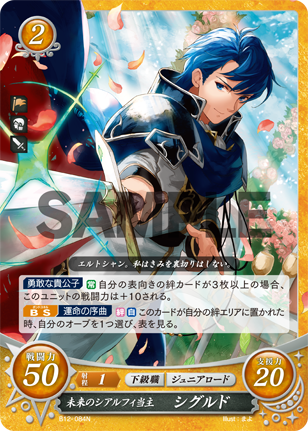 2
SAMPLE
エルトシャン。私はきみを裏切りはしない。
勇敢な貴公子 常 自分の表向きの絆カードが3枚以上の場合、
このユニットの戦闘力は+10される。
BS 運命の序曲 絆 自 このカードが自分の絆エリアに置かれた
時、自分のオーブを1つ選び、表を見る。
戦闘力 50
射程 1 下級職 ジュニアロード
支援力 20
未来のシアルフィ当主 シグルド
B12-084N
Illust:まよ